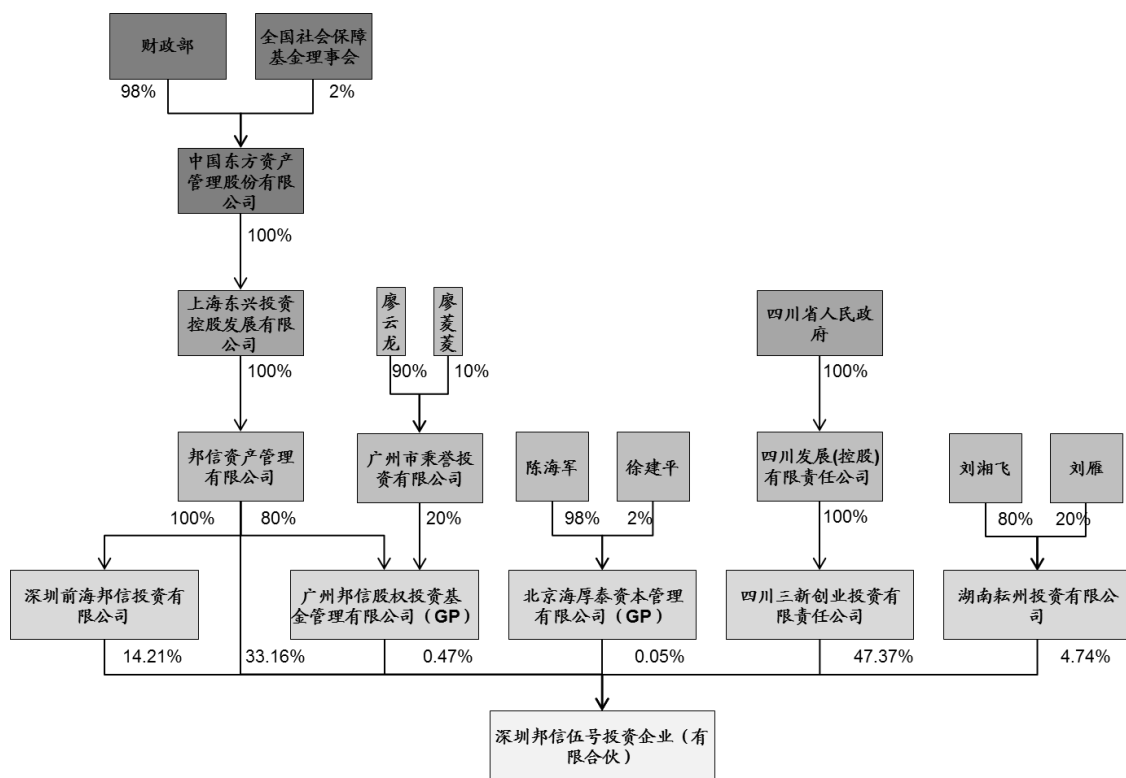 财政部
全国社会保障
基金理事会
98%
2%
中国东方资产
管理股份有限
公司
100%
上海东兴投资
控股发展有限
公司
廖云龙
廖菱菱
四川省人民政
府
100%
90%
10%
100%
邦信资产管理
有限公司
广州市秉誉投
资有限公司
陈海军
徐建平
四川发展(控股)
有限责任公司
刘湘飞
刘雁
100%
80%
20%
98%
2%
100%
80%
20%
深圳前海邦信投资有
限公司
广州邦信股权投资基
金管理有限公司（GP）
北京海厚泰资本管理
有限公司（GP）
四川三新创业投资有
限责任公司
湖南耘州投资有限公
司
14.21%
33.16%
0.47%
0.05%
47.37%
4.74%
深圳邦信伍号投资企业（有
限合伙）